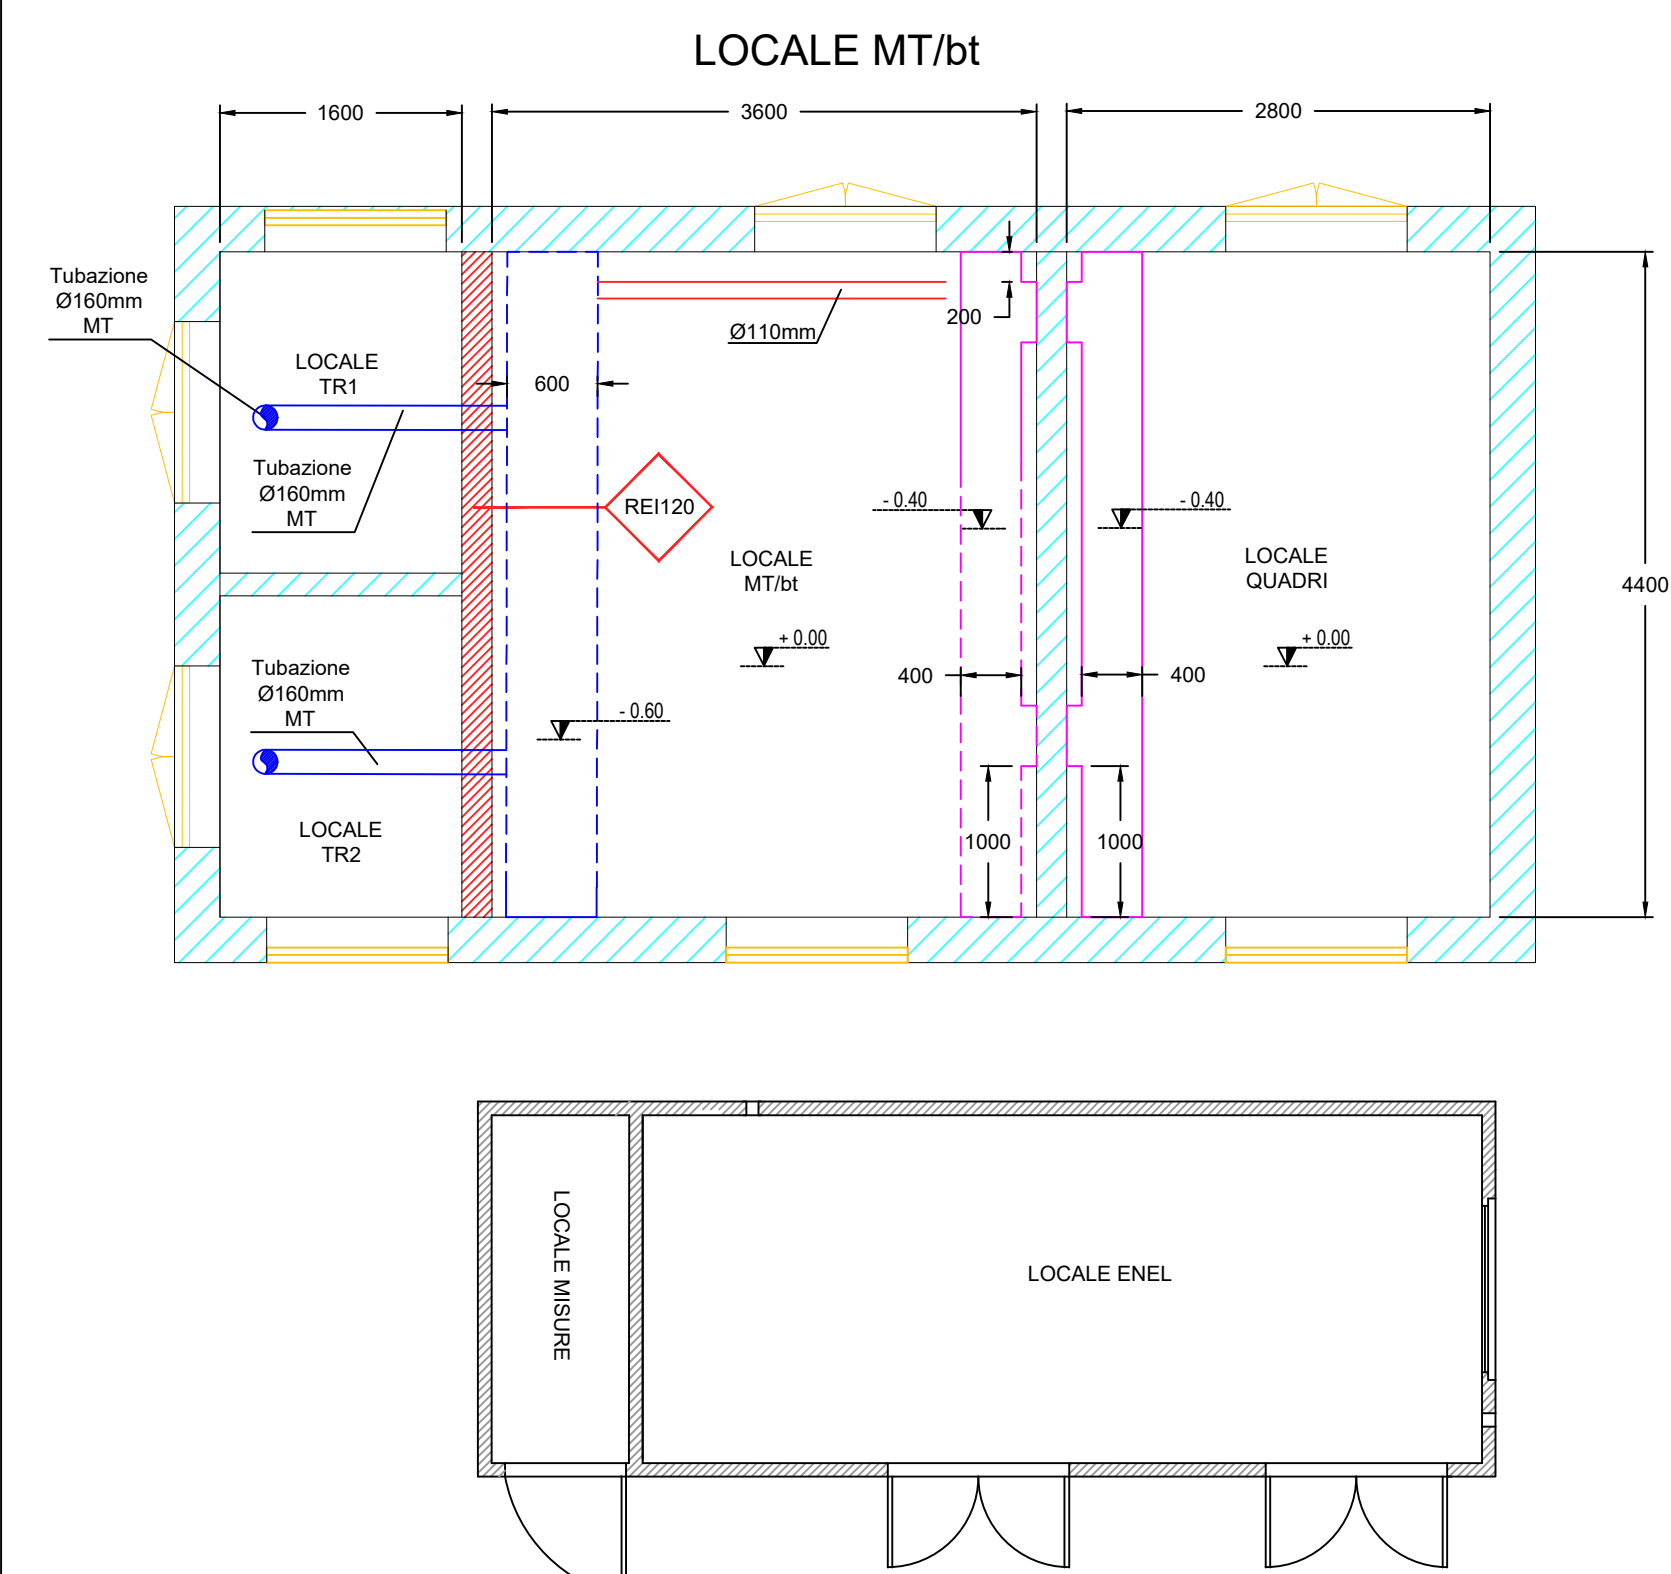 LOCALE MT/bt
1600
3600
2800
Tubazione
Ø160mm
MT
200
Ø110mm
LOCALE
TR1
600
Tubazione
Ø160mm
MT
REI120
- 0.40
- 0.40
LOCALE
MT/bt
LOCALE
QUADRI
4400
+ 0.00
+ 0.00
Tubazione
Ø160mm
MT
400
400
- 0.60
LOCALE
TR2
1000
1000
LOCALE MISURE
LOCALE ENEL